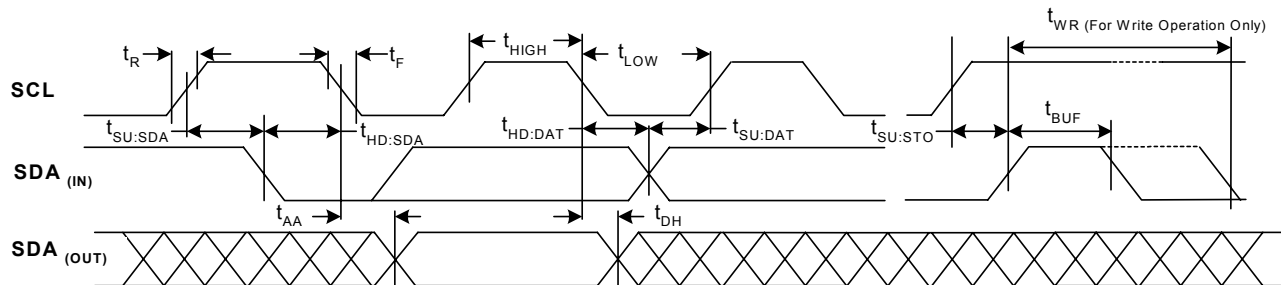 tWR (For Write Operation Only)
tR
tF
tHIGH
tLOW
SCL
tSU:SDA
tHD:SDA
tHD:DAT
tSU:DAT
tSU:STO
tBUF
SDA (IN)
tAA
tDH
SDA (OUT)